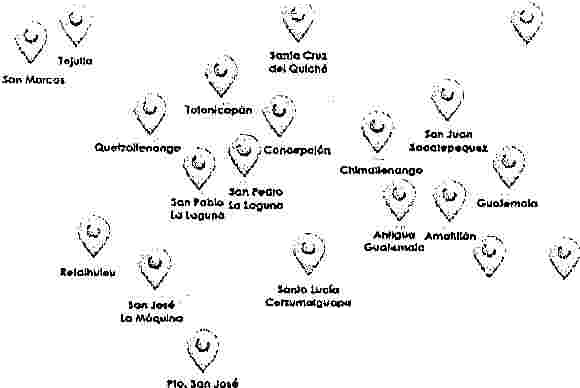 Tejutla
San Marcos
Santa Cruz
del Quiché
Totonicapán
Quetzaltenango
Concepción
San Juan
Sacatepequez
Chimaltenango
San Pablo
La Laguna
San Pedro
La Laguna
Guatemala
Antigua
Guatemala
Amatitlán
Retalhuleu
San José
La Máquina
Santa Lucía
Cotzumalguapa
Pto. San José